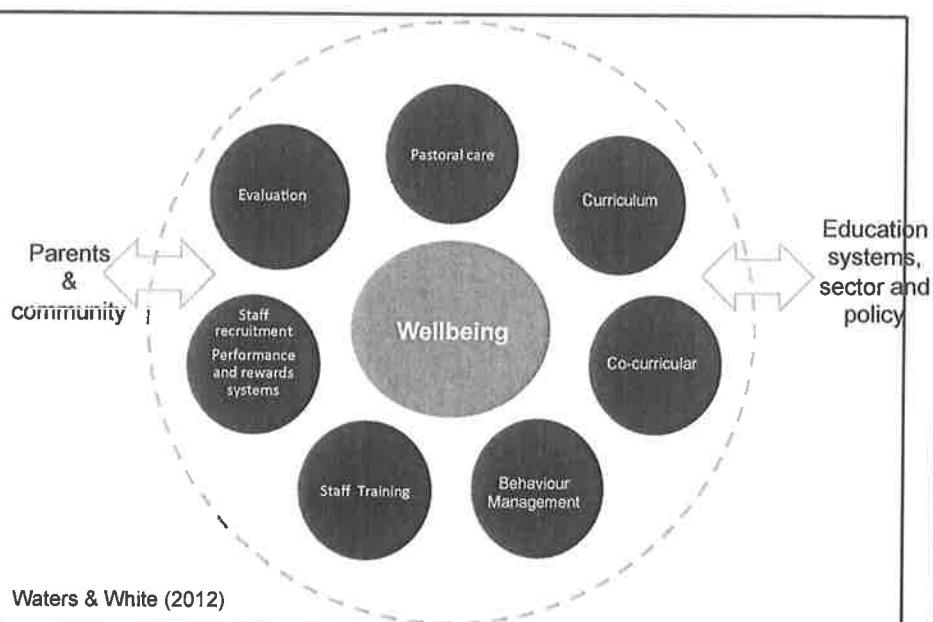 Pastoral care
Evaluation
Curriculum
Parents
&
community
Education
systems,
sector and
policy
Wellbeing
Staff
recruitment
Performance
and rewards
systems
Co-curricular
Staff Training
Behaviour
Management
Waters & White (2012)